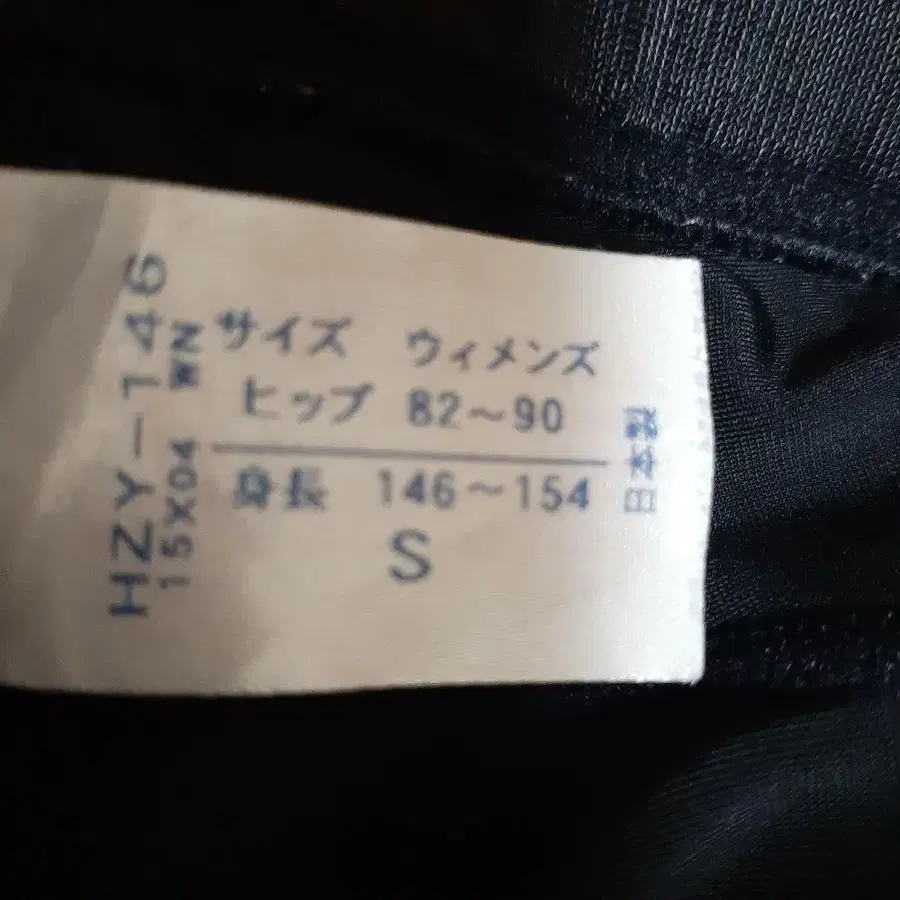 サイズ ウィメンズ
ヒップ 82～90
身長 146～154
S
日本製
HZY-146
15X04 WN